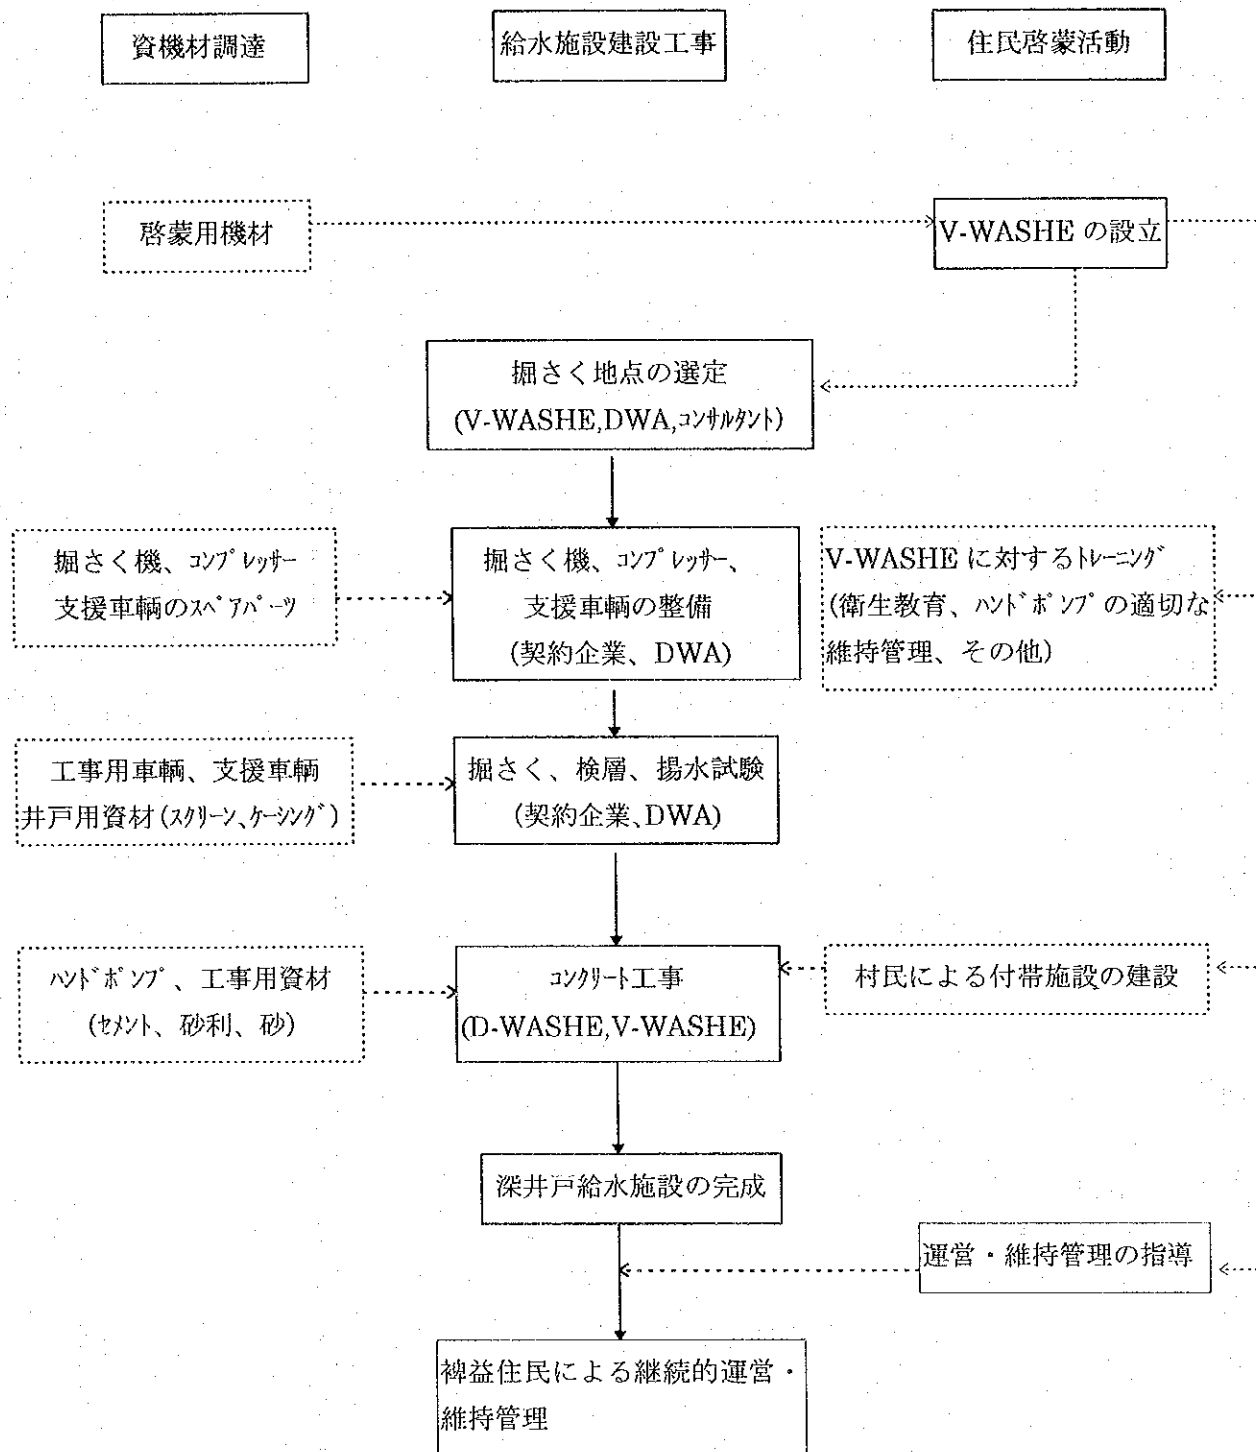 資機材調達
給水施設建設工事
住民啓蒙活動
啓蒙用機材
V-WASHE の設立
掘さく地点の選定
(V-WASHE,DWA,ｺﾝｻﾙﾀﾝﾄ)
掘さく機、ｺﾝﾌﾟﾚｯｻｰ
支援車輌のｽﾍﾟｱﾊﾟｰﾂ
掘さく機、ｺﾝﾌﾟﾚｯｻｰ、
支援車輌の整備
(契約企業、DWA)
V-WASHE に対するﾄﾚｰﾆﾝｸﾞ
(衛生教育、ﾊﾝﾄﾞﾎﾟﾝﾌﾟの適切な
維持管理、その他)
工事用車輌、支援車輌
井戸用資材(ｽｸﾘｰﾝ､ｹｰｼﾝｸﾞ)
掘さく、検層、揚水試験
(契約企業､DWA)
ﾊﾝﾄﾞﾎﾟﾝﾌﾟ、工事用資材
(ｾﾒﾝﾄ、砂利、砂)
ｺﾝｸﾘｰﾄ工事
(D-WASHE,V-WASHE)
村民による付帯施設の建設
深井戸給水施設の完成
運営・維持管理の指導
裨益住民による継続的運営・
維持管理